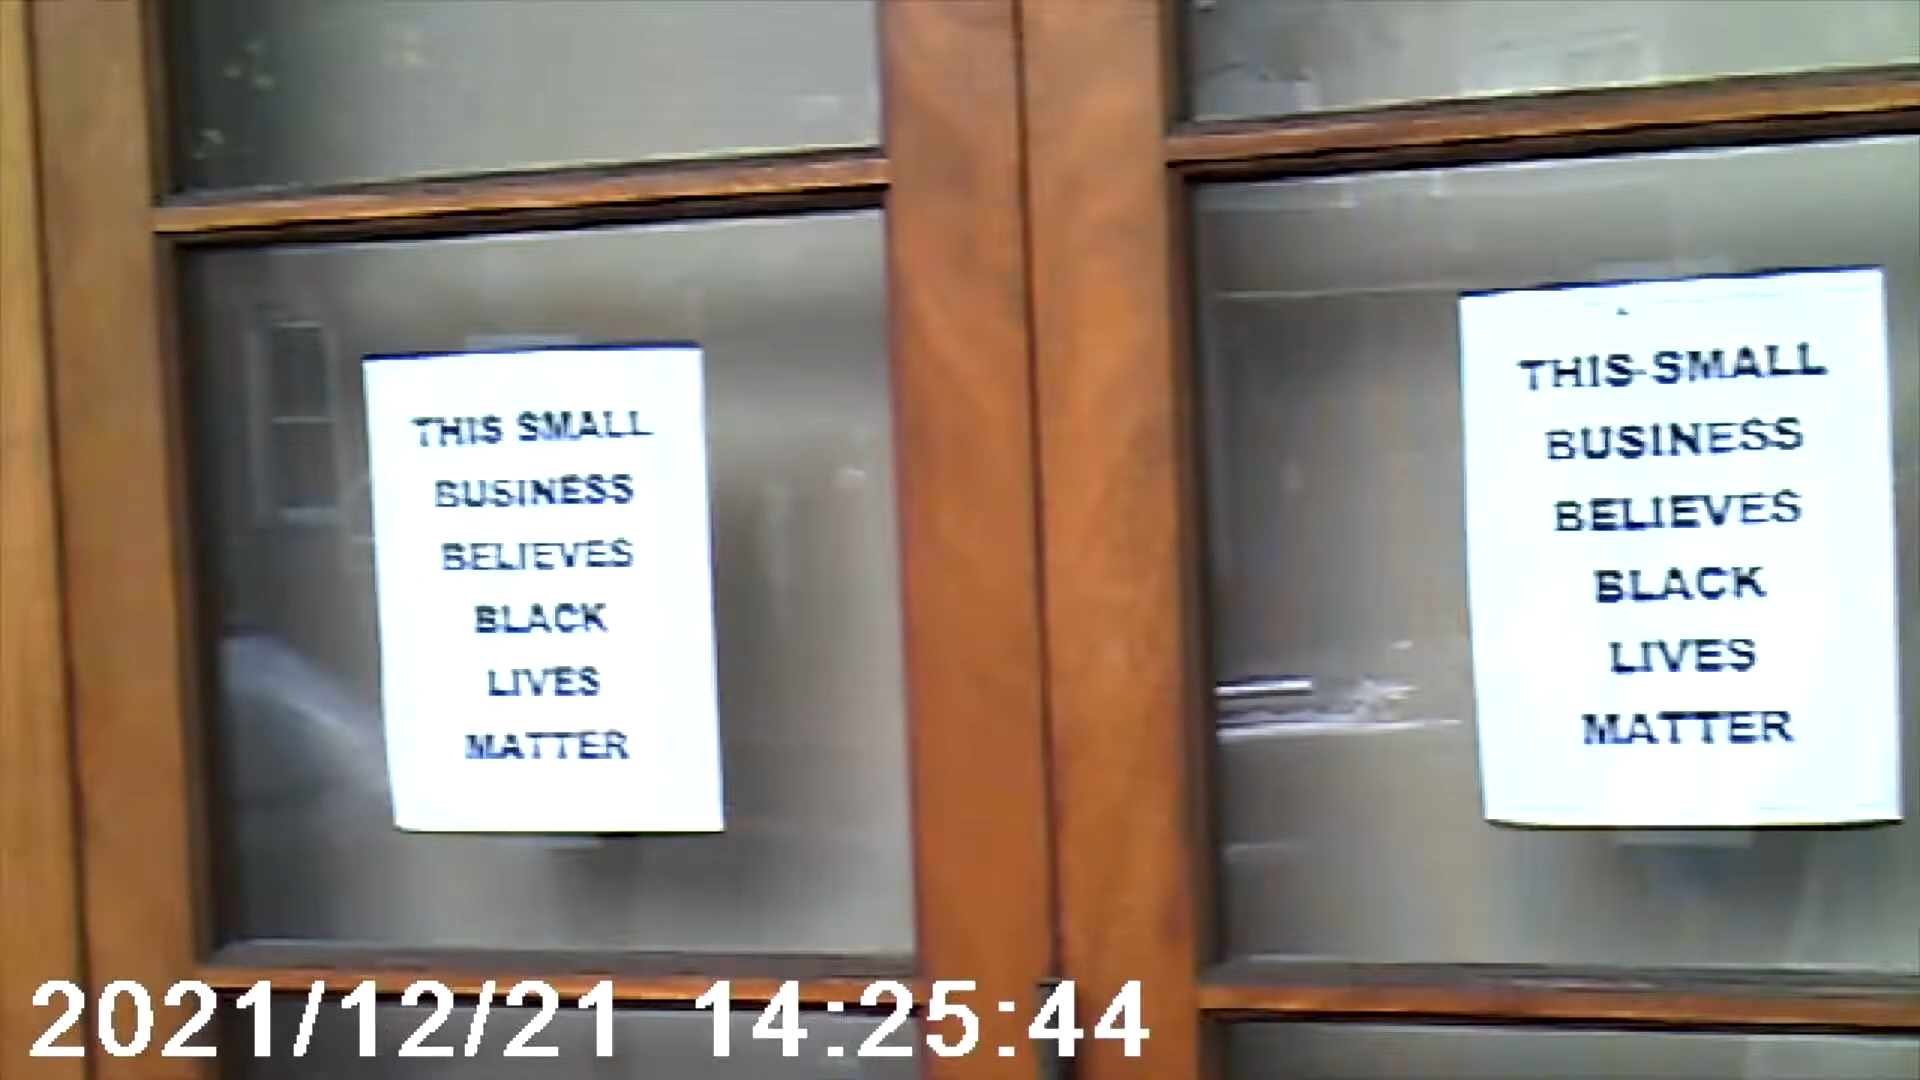 THIS SMALL
BUSINESS
BELIEVES
BLACK
LIVES
MATTER
THIS SMALL
BUSINESS
BELIEVES
BLACK
LIVES
MATTER
2021/12/21 14:25:44